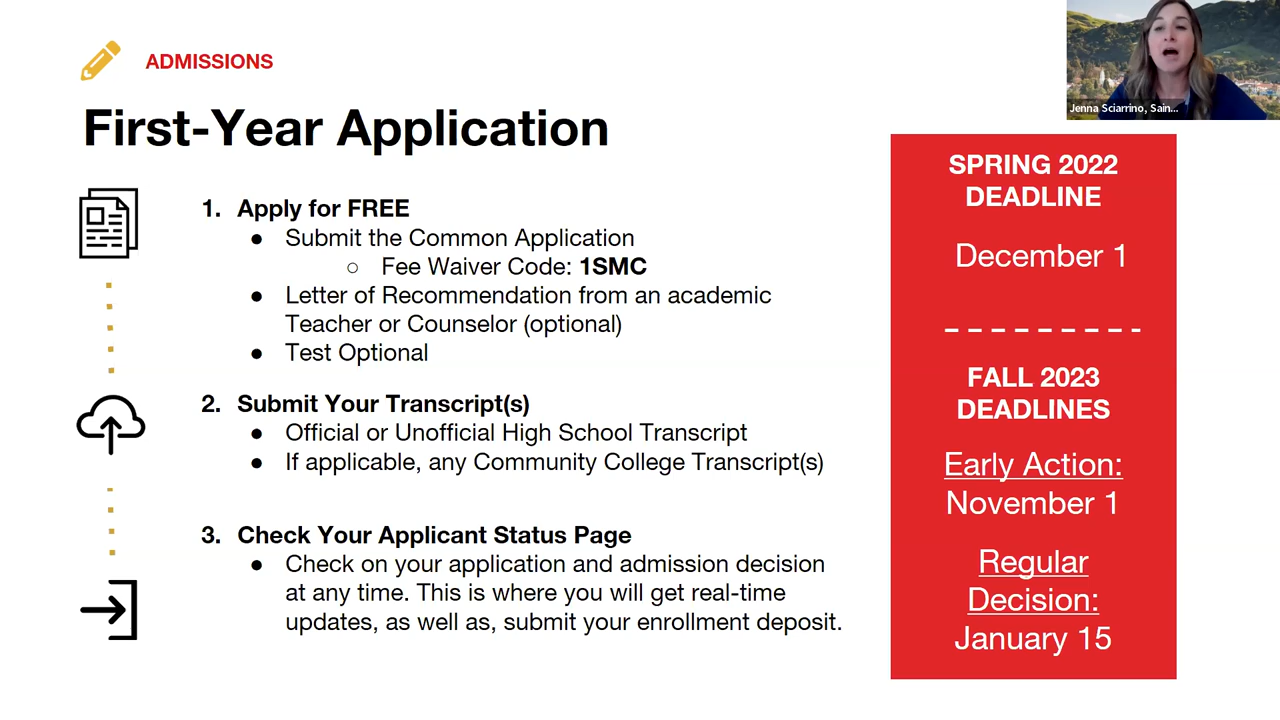 ADMISSIONS
First-Year Application
1. Apply for FREE
● Submit the Common Application
○ Fee Waiver Code: 1SMC
● Letter of Recommendation from an academic
Teacher or Counselor (optional)
● Test Optional
2. Submit Your Transcript(s)
● Official or Unofficial High School Transcript
● If applicable, any Community College Transcript(s)
3. Check Your Applicant Status Page
● Check on your application and admission decision
at any time. This is where you will get real-time
updates, as well as, submit your enrollment deposit.
Jenna Sciarrino, Sain...
SPRING 2022
DEADLINE
December 1
FALL 2023
DEADLINES
Early Action:
November 1
Regular
Decision:
January 15